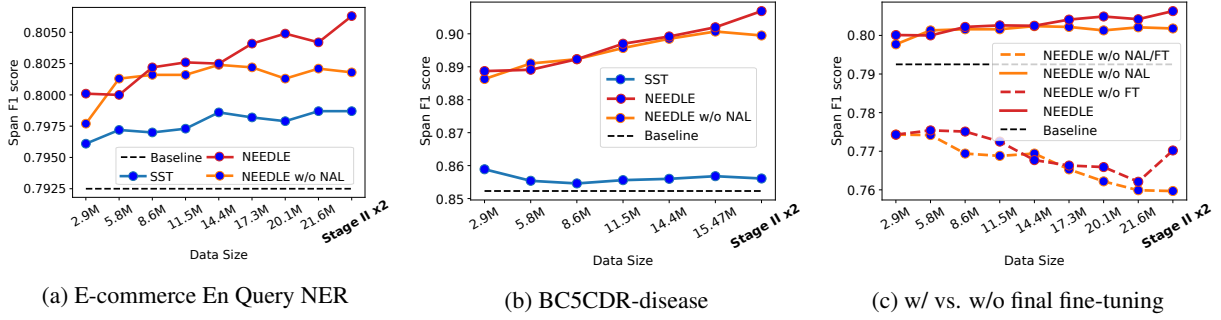 0.8050
0.8025
0.8000
0.7975
0.7950
0.7925
Span F1 score
Baseline
SST
NEEDLE
NEEDLE w/o NAL
2.9M
5.8M
8.6M
11.5M
14.4M
17.3M
20.1M
21.6M
Stage II x2
Data Size
(a) E-commerce En Query NER
0.90
0.89
0.88
0.87
0.86
0.85
Span F1 score
SST
NEEDLE
NEEDLE w/o NAL
Baseline
2.9M
5.8M
8.6M
11.5M
14.4M
15.47M
Stage II x2
Data Size
(b) BC5CDR-disease
0.80
0.79
0.78
0.77
0.76
Span F1 score
NEEDLE w/o NAL/FT
NEEDLE w/o NAL
NEEDLE w/o FT
NEEDLE
Baseline
2.9M
5.8M
8.6M
11.5M
14.4M
17.3M
20.1M
21.6M
Stage II x2
Data Size
(c) w/ vs. w/o final fine-tuning